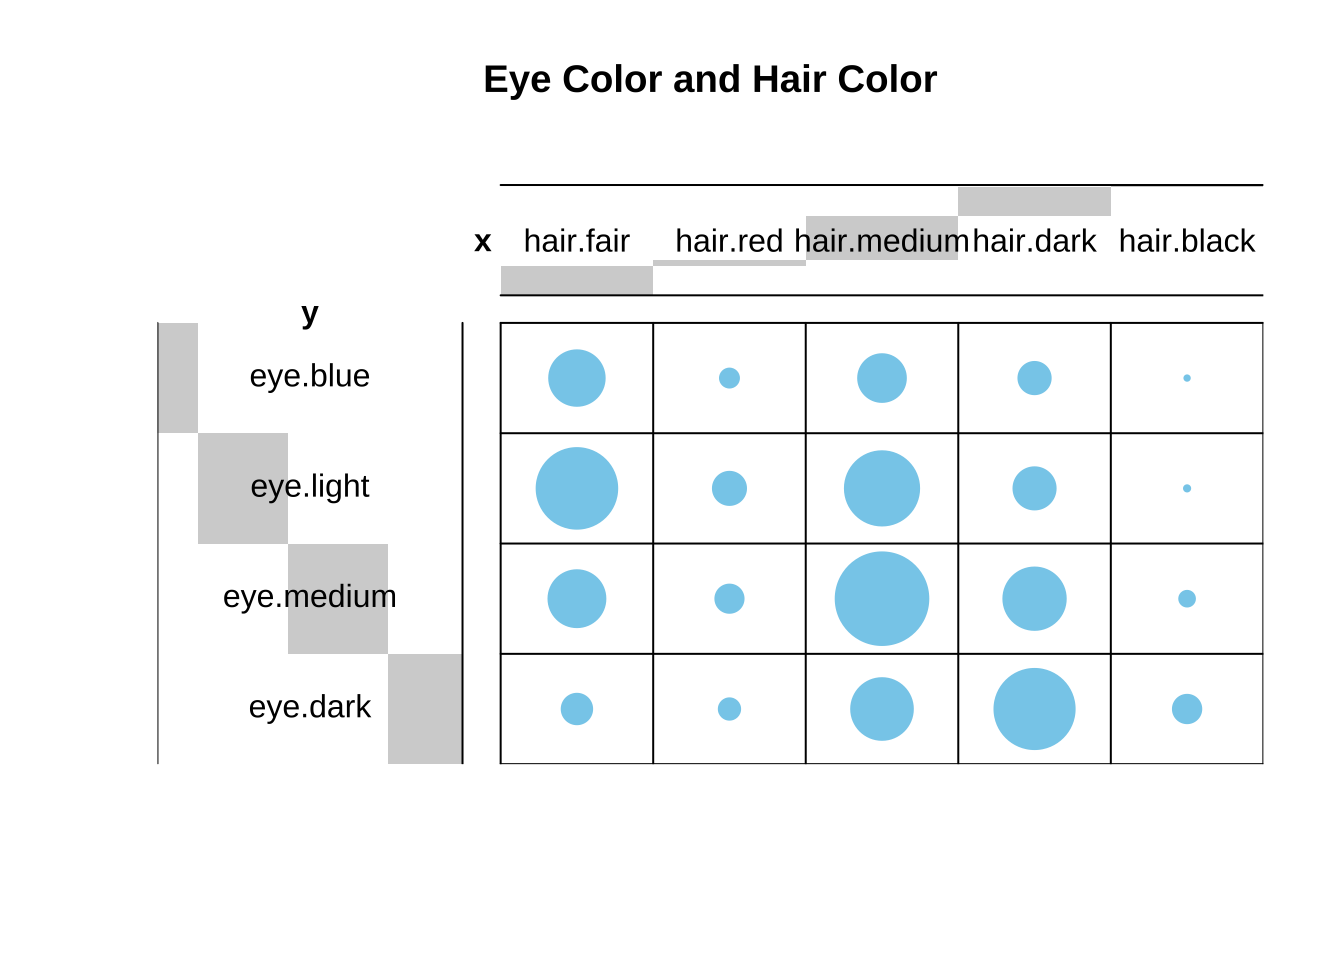 Eye Color and Hair Color
x hair.fair hair.red hair.medium hair.dark hair.black
y
eye.blue
eye.light
eye.medium
eye.dark